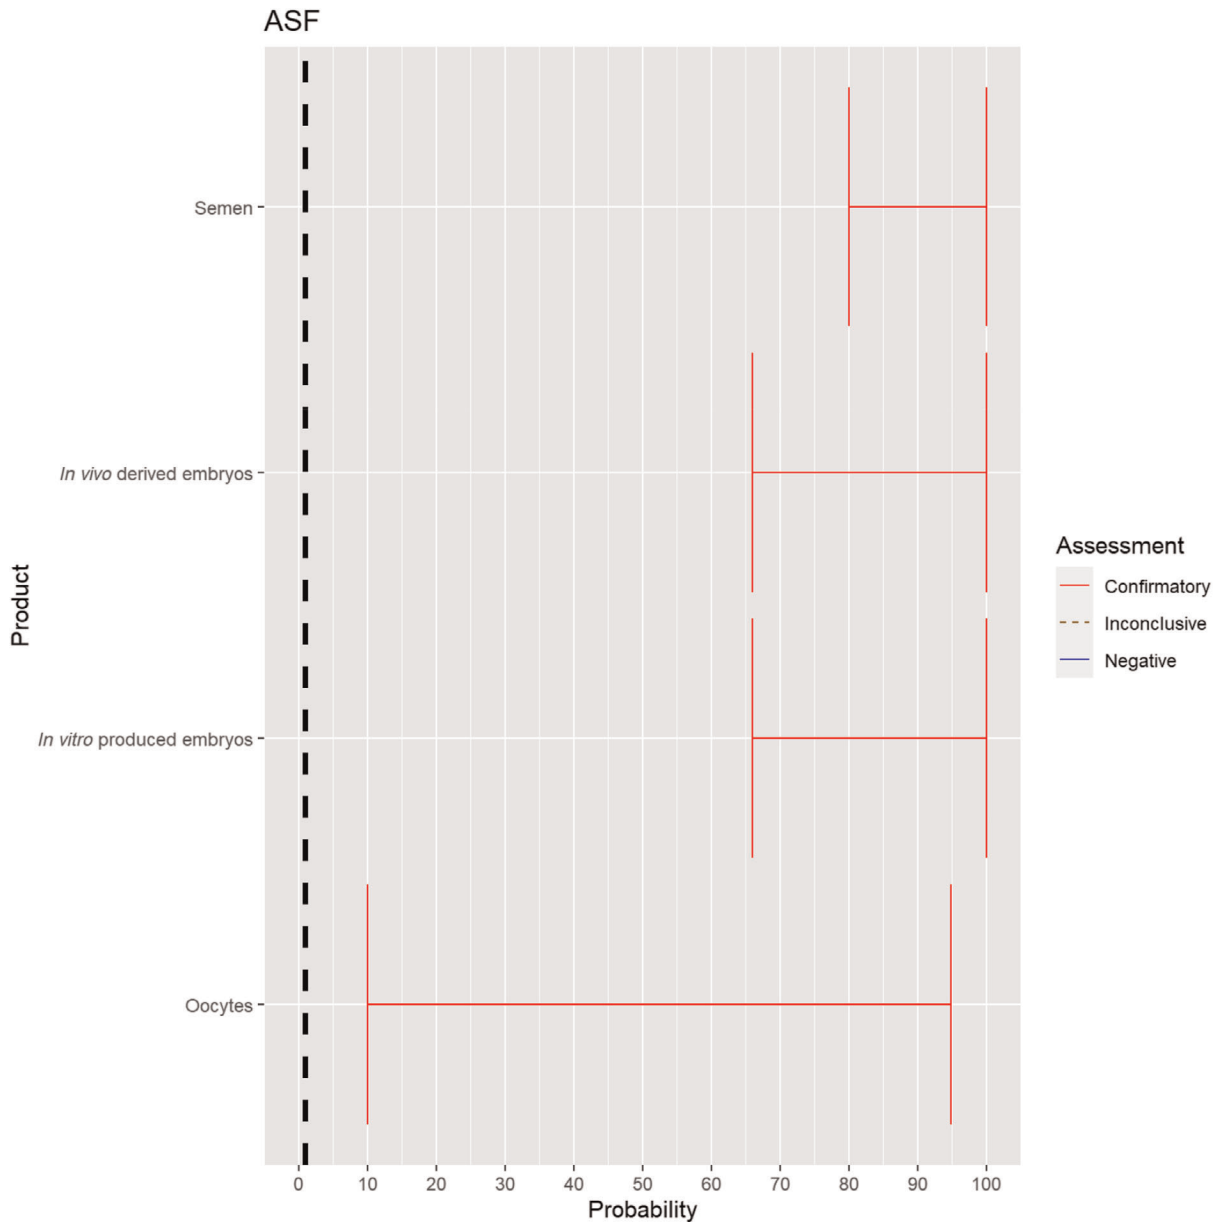 ASF
Semen
In vivo derived embryos
In vitro produced embryos
Oocytes
Product
0 10 20 30 40 50 60 70 80 90 100
Probability
Assessment
Confirmatory
Inconclusive
Negative